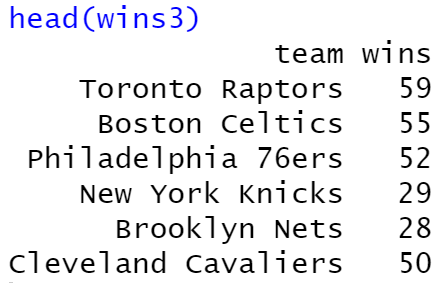 head(wins3)
team wins
Toronto Raptors 59
Boston Celtics 55
Philadelphia 76ers 52
New York Knicks 29
Brooklyn Nets 28
Cleveland Cavaliers 50